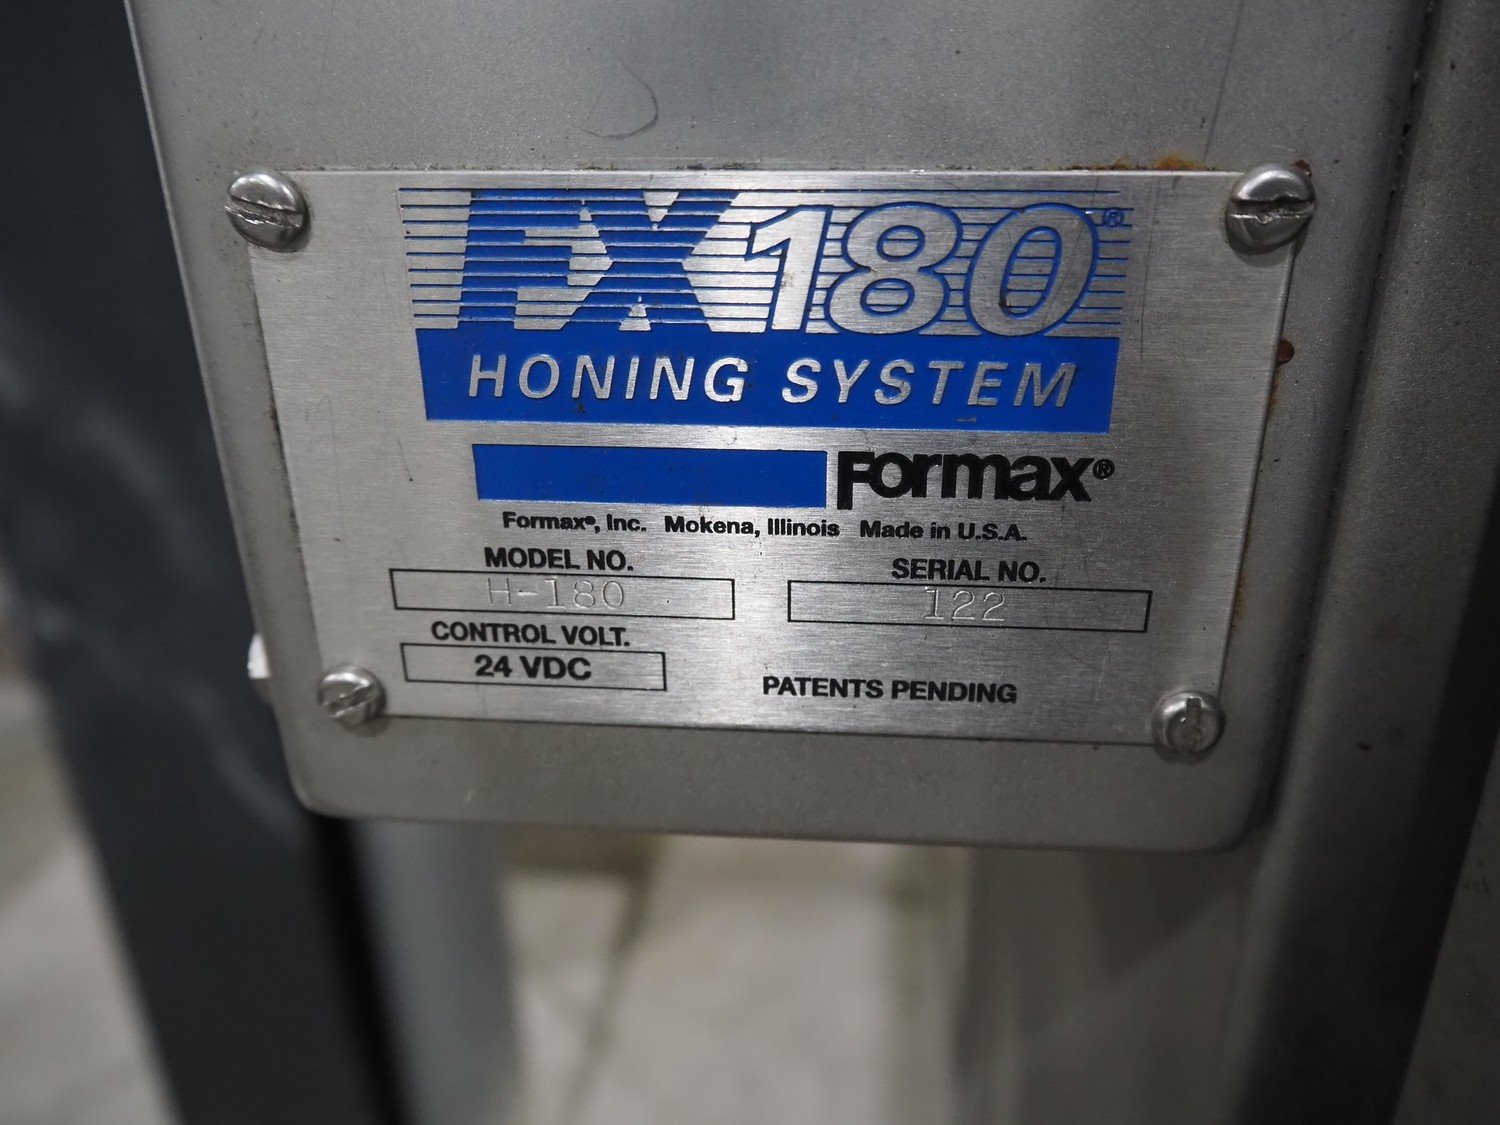 FX180®
HONING SYSTEM
Formax®
Formax®, Inc. Mokena, Illinois Made in U.S.A.
MODEL NO. SERIAL NO.
H-180 122
CONTROL VOLT.
24 VDC
PATENTS PENDING